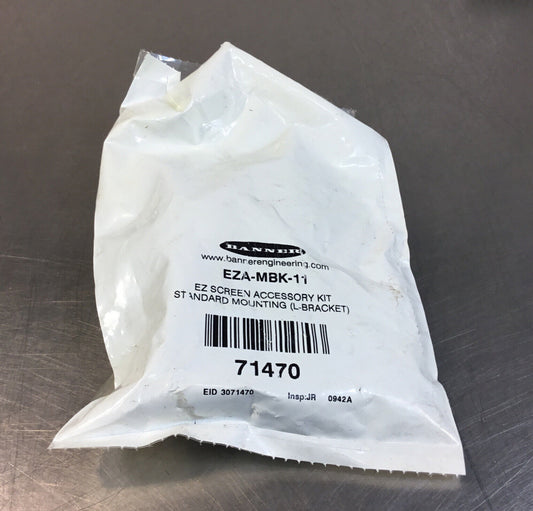 BANNER
www.bannerengineering.com
EZA-MBK-11
EZ SCREEN ACCESSORY KIT
STANDARD MOUNTING (L-BRACKET)
71470
EID 3071470 Insp:JR 0942A